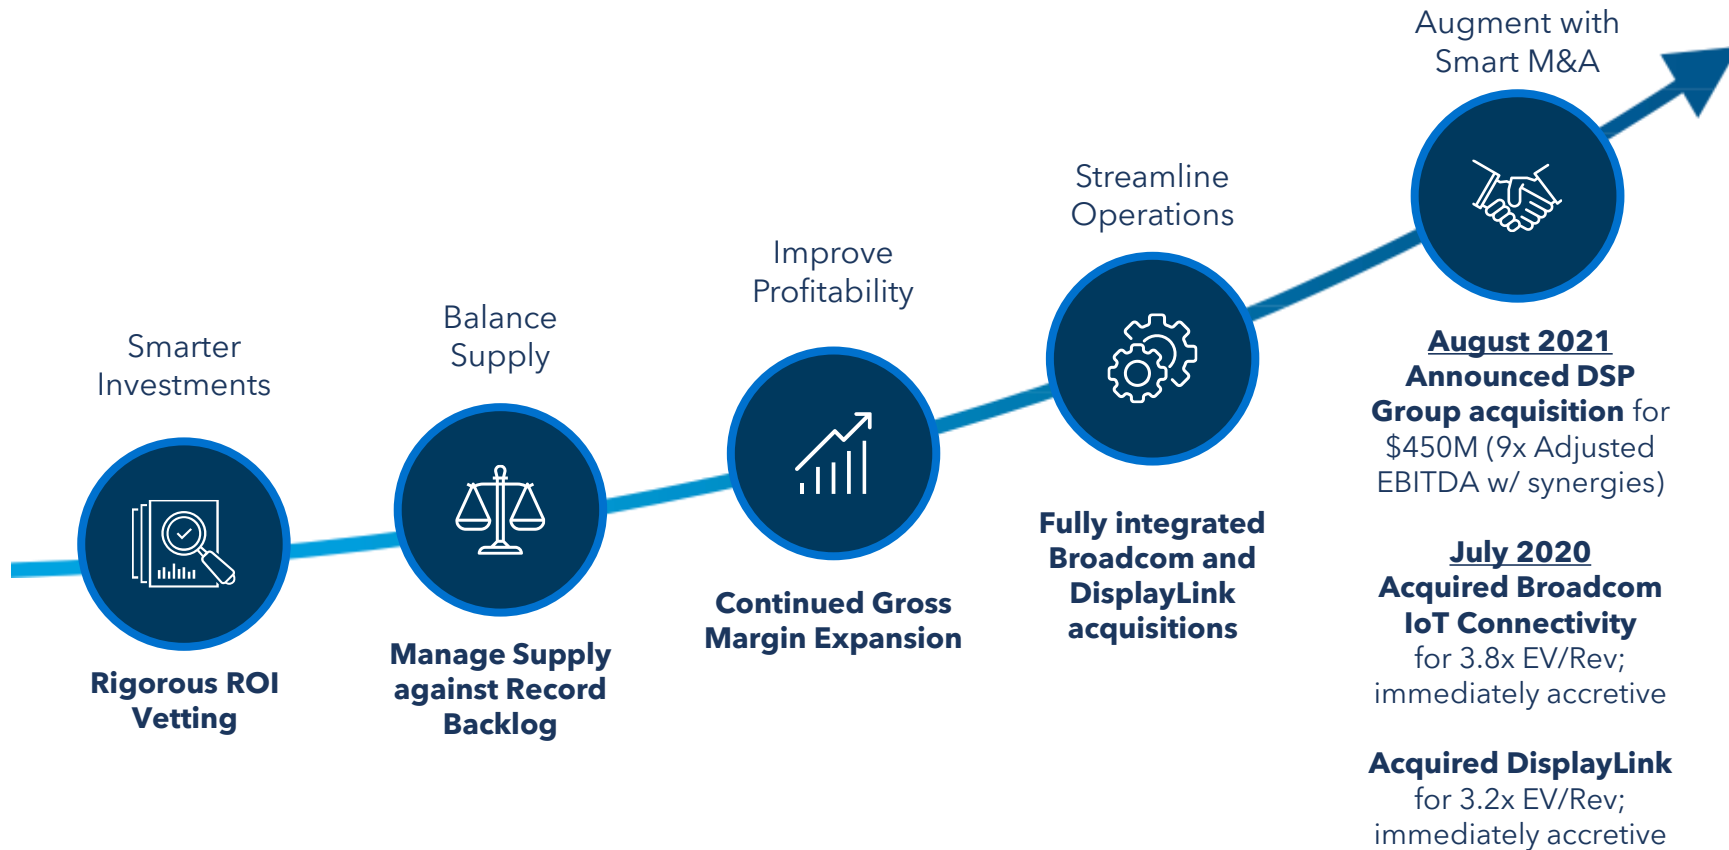 Smarter
Investments
Rigorous ROI
Vetting
Balance
Supply
Manage Supply
against Record
Backlog
Improve
Profitability
Continued Gross
Margin Expansion
Streamline
Operations
Fully integrated
Broadcom and
DisplayLink
acquisitions
Augment with
Smart M&A
August 2021
Announced DSP
Group acquisition for
$450M (9x Adjusted
EBITDA w/ synergies)
July 2020
Acquired Broadcom
IoT Connectivity
for 3.8x EV/Rev;
immediately accretive
Acquired DisplayLink
for 3.2x EV/Rev;
immediately accretive